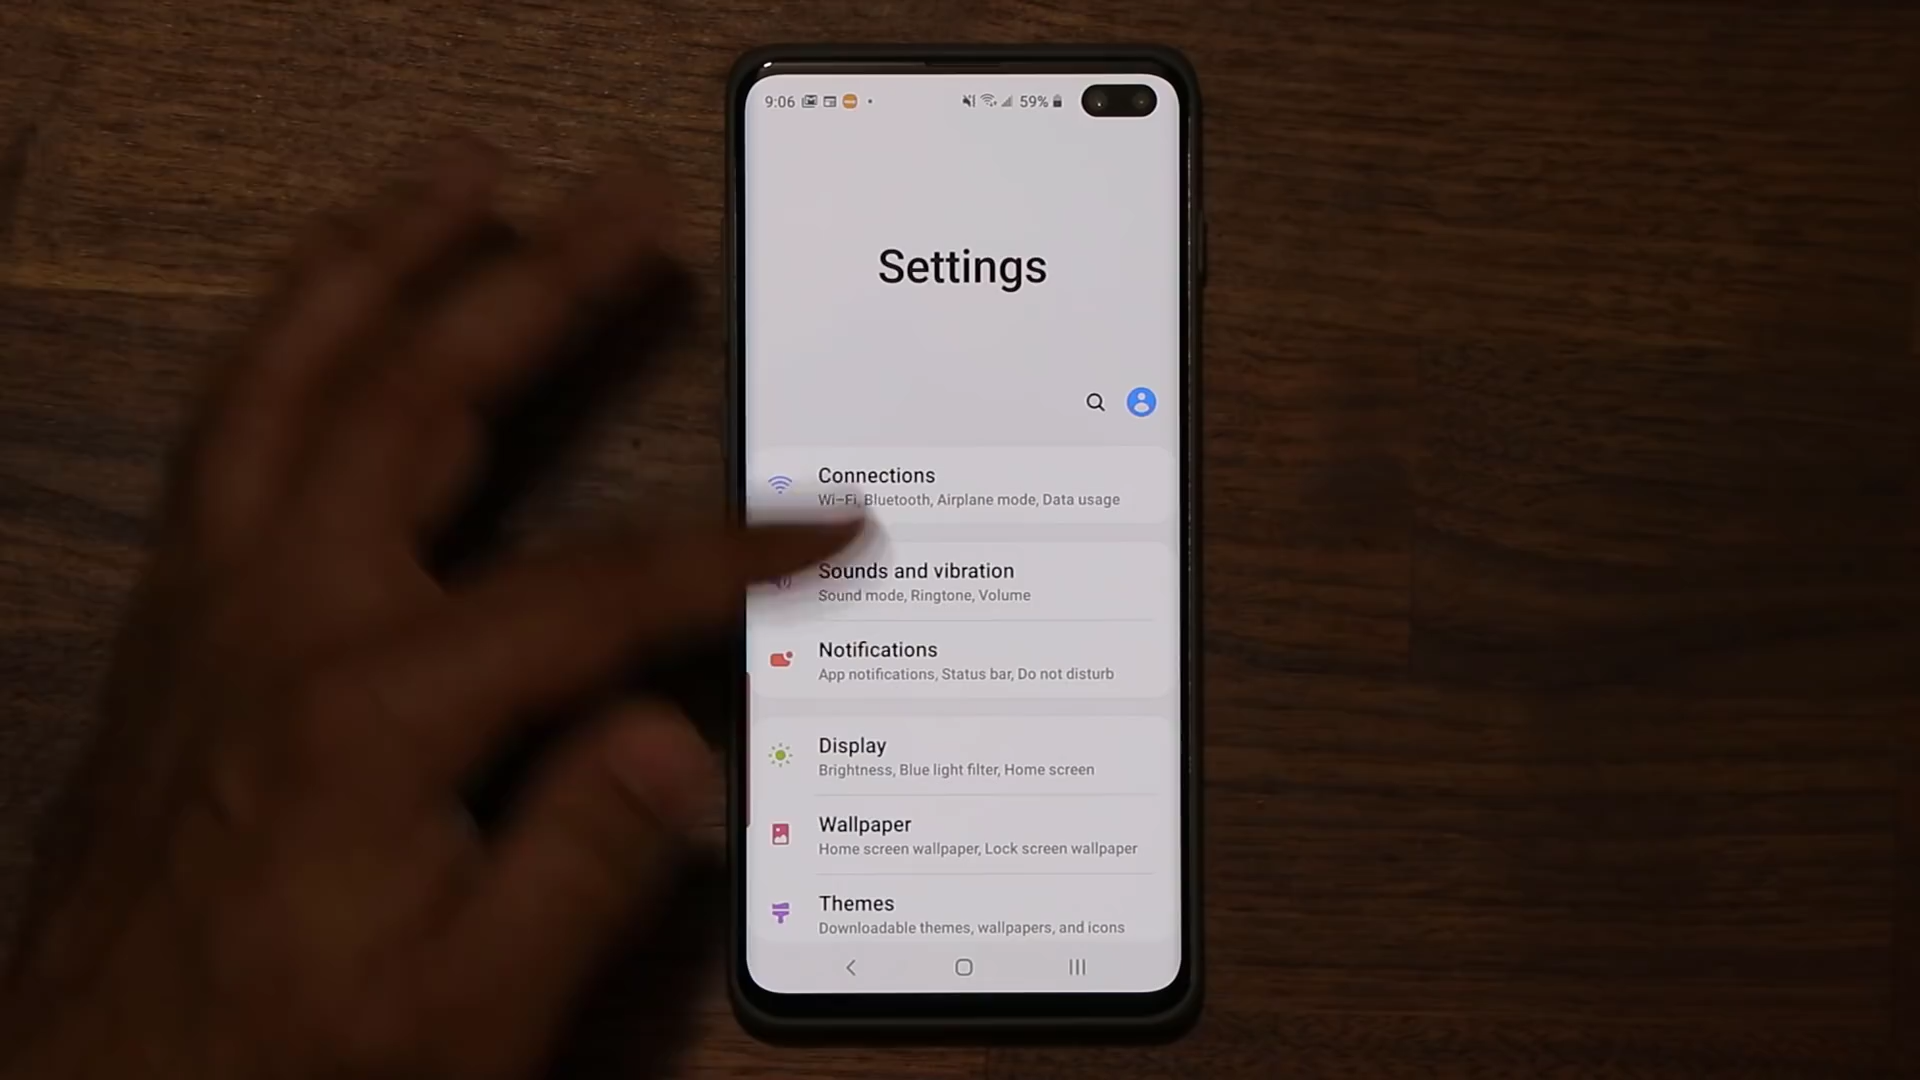 9:06 59%
Settings
Connections
Wi-Fi, Bluetooth, Airplane mode, Data usage
Sounds and vibration
Sound mode, Ringtone, Volume
Notifications
App notifications, Status bar, Do not disturb
Display
Brightness, Blue light filter, Home screen
Wallpaper
Home screen wallpaper, Lock screen wallpaper
Themes
Downloadable themes, wallpapers, and icons